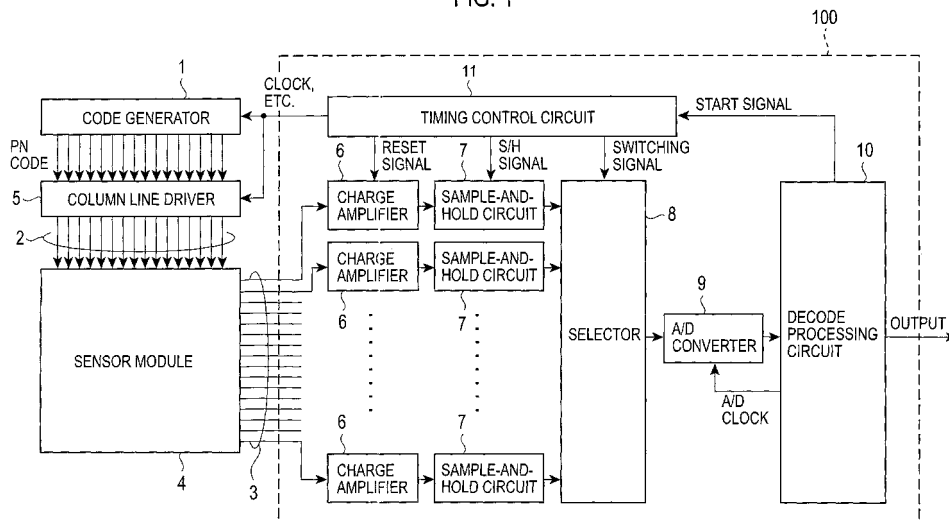 FIG. 1
100
1
CLOCK,
ETC.
11
CODE GENERATOR
TIMING CONTROL CIRCUIT
START SIGNAL
PN
CODE
6
RESET
SIGNAL
7
S/H
SIGNAL
SWITCHING
SIGNAL
10
5
COLUMN LINE DRIVER
CHARGE
AMPLIFIER
SAMPLE-AND-
HOLD CIRCUIT
8
2
CHARGE
AMPLIFIER
SAMPLE-AND-
HOLD CIRCUIT
6
7
9
SENSOR MODULE
SELECTOR
A/D
CONVERTER
DECODE
PROCESSING
CIRCUIT
OUTPUT
A/D
CLOCK
6
7
4
3
CHARGE
AMPLIFIER
SAMPLE-AND-
HOLD CIRCUIT